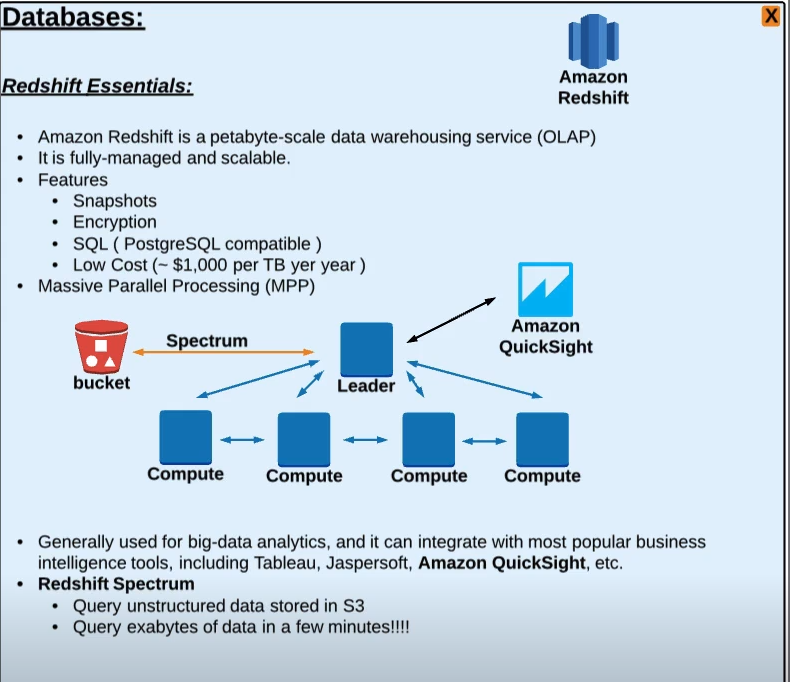 Databases:
X
Amazon
Redshift
Redshift Essentials:
• Amazon Redshift is a petabyte-scale data warehousing service (OLAP)
• It is fully-managed and scalable.
• Features
• Snapshots
• Encryption
• SQL ( PostgreSQL compatible )
• Low Cost (~ $1,000 per TB yer year )
• Massive Parallel Processing (MPP)
Amazon
QuickSight
Spectrum
bucket
Leader
Compute
Compute
Compute
Compute
• Generally used for big-data analytics, and it can integrate with most popular business
intelligence tools, including Tableau, Jaspersoft, Amazon QuickSight, etc.
• Redshift Spectrum
• Query unstructured data stored in S3
• Query exabytes of data in a few minutes!!!!